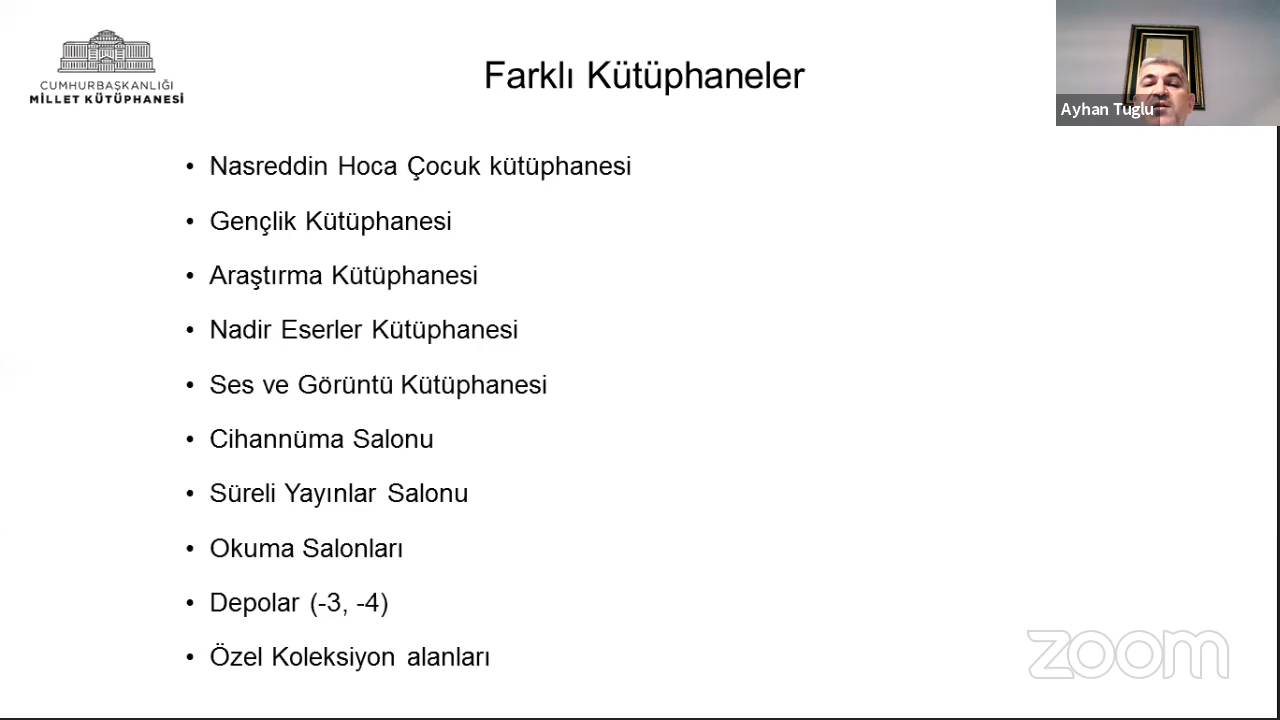 CUMHURBAŞKANLIĞI
MİLLET KÜTÜPHANESİ
Farklı Kütüphaneler
Ayhan Tuglu
• Nasreddin Hoca Çocuk kütüphanesi
• Gençlik Kütüphanesi
• Araştırma Kütüphanesi
• Nadir Eserler Kütüphanesi
• Ses ve Görüntü Kütüphanesi
• Cihannüma Salonu
• Süreli Yayınlar Salonu
• Okuma Salonları
• Depolar (-3, -4)
• Özel Koleksiyon alanları
zoom